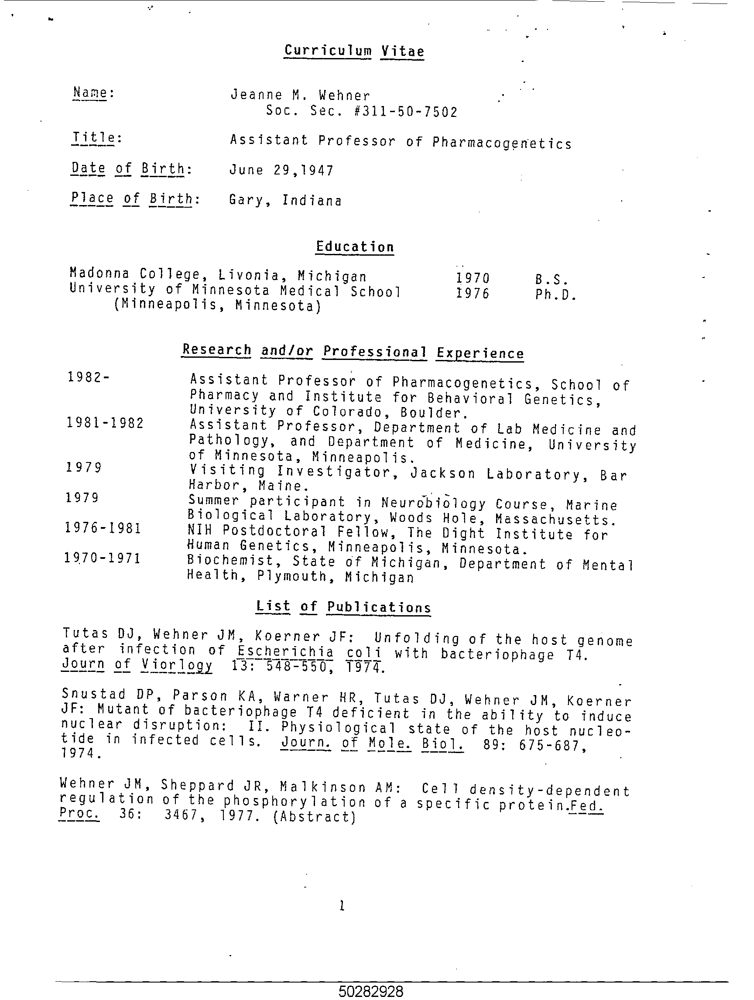 Curriculum Vitae
Name: Jeanne M. Wehner
Soc. Sec. #311-50-7502
Title: Assistant Professor of Pharmacogenetics
Date of Birth: June 29,1947
Place of Birth: Gary, Indiana
Education
Madonna College, Livonia, Michigan 1970 B.S.
University of Minnesota Medical School 1976 Ph.D.
(Minneapolis, Minnesota)
Research and/or Professional Experience
1982- Assistant Professor of Pharmacogenetics, School of
Pharmacy and Institute for Behavioral Genetics,
University of Colorado, Boulder.
1981-1982 Assistant Professor, Department of Lab Medicine and
Pathology, and Department of Medicine, University
of Minnesota, Minneapolis.
1979 Visiting Investigator, Jackson Laboratory, Bar
Harbor, Maine.
1979 Summer participant in Neurobiology Course, Marine
Biological Laboratory, Woods Hole, Massachusetts.
1976-1981 NIH Postdoctoral Fellow, The Dight Institute for
Human Genetics, Minneapolis, Minnesota.
1970-1971 Biochemist, State of Michigan, Department of Mental
Health, Plymouth, Michigan
List of Publications
Tutas DJ, Wehner JM, Koerner JF: Unfolding of the host genome
after infection of Escherichia coli with bacteriophage T4.
Journ of Viorlogy 13: 548-550, 1974.
Snustad DP, Parson KA, Warner HR, Tutas DJ, Wehner JM, Koerner
JF: Mutant of bacteriophage T4 deficient in the ability to induce
nuclear disruption: II. Physiological state of the host nucleo-
tide in infected cells. Journ. of Mole. Biol. 89: 675-687,
1974.
Wehner JM, Sheppard JR, Malkinson AM: Cell density-dependent
regulation of the phosphorylation of a specific protein.Fed.
Proc. 36: 3467, 1977. (Abstract)
1
50282928